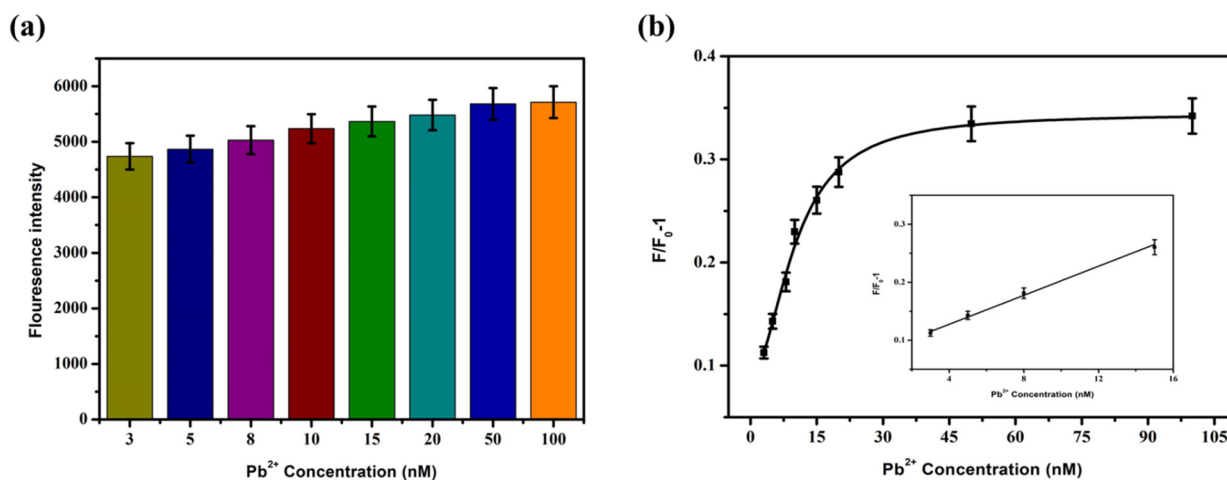 (a)
Flouresence intensity
6000
5000
4000
3000
2000
1000
0
3 5 8 10 15 20 50 100
Pb²⁺ Concentration (nM)
(b)
F/F₀-1
0.4
0.3
0.2
0.1
0 15 30 45 60 75 90 105
Pb²⁺ Concentration (nM)
F/F₀-1
0.3
0.2
0.1
4 8 12 16
Pb²⁺ Concentration (nM)